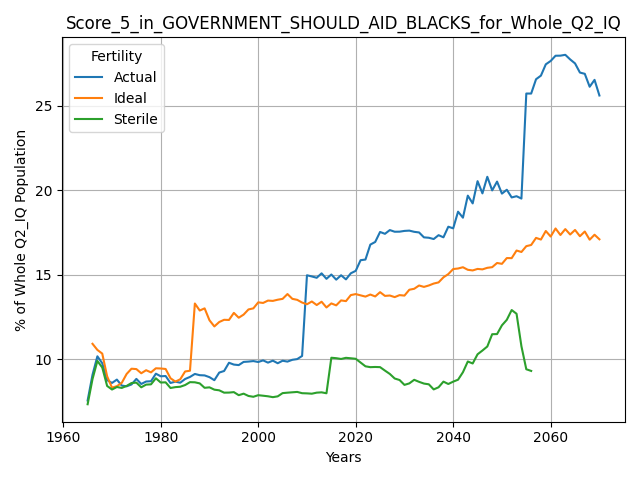 Score_5_in_GOVERNMENT_SHOULD_AID_BLACKS_for_Whole_Q2_IQ
Fertility
Actual
Ideal
Sterile
% of Whole Q2_IQ Population
25
20
15
10
1960
1980
2000
2020
2040
2060
Years